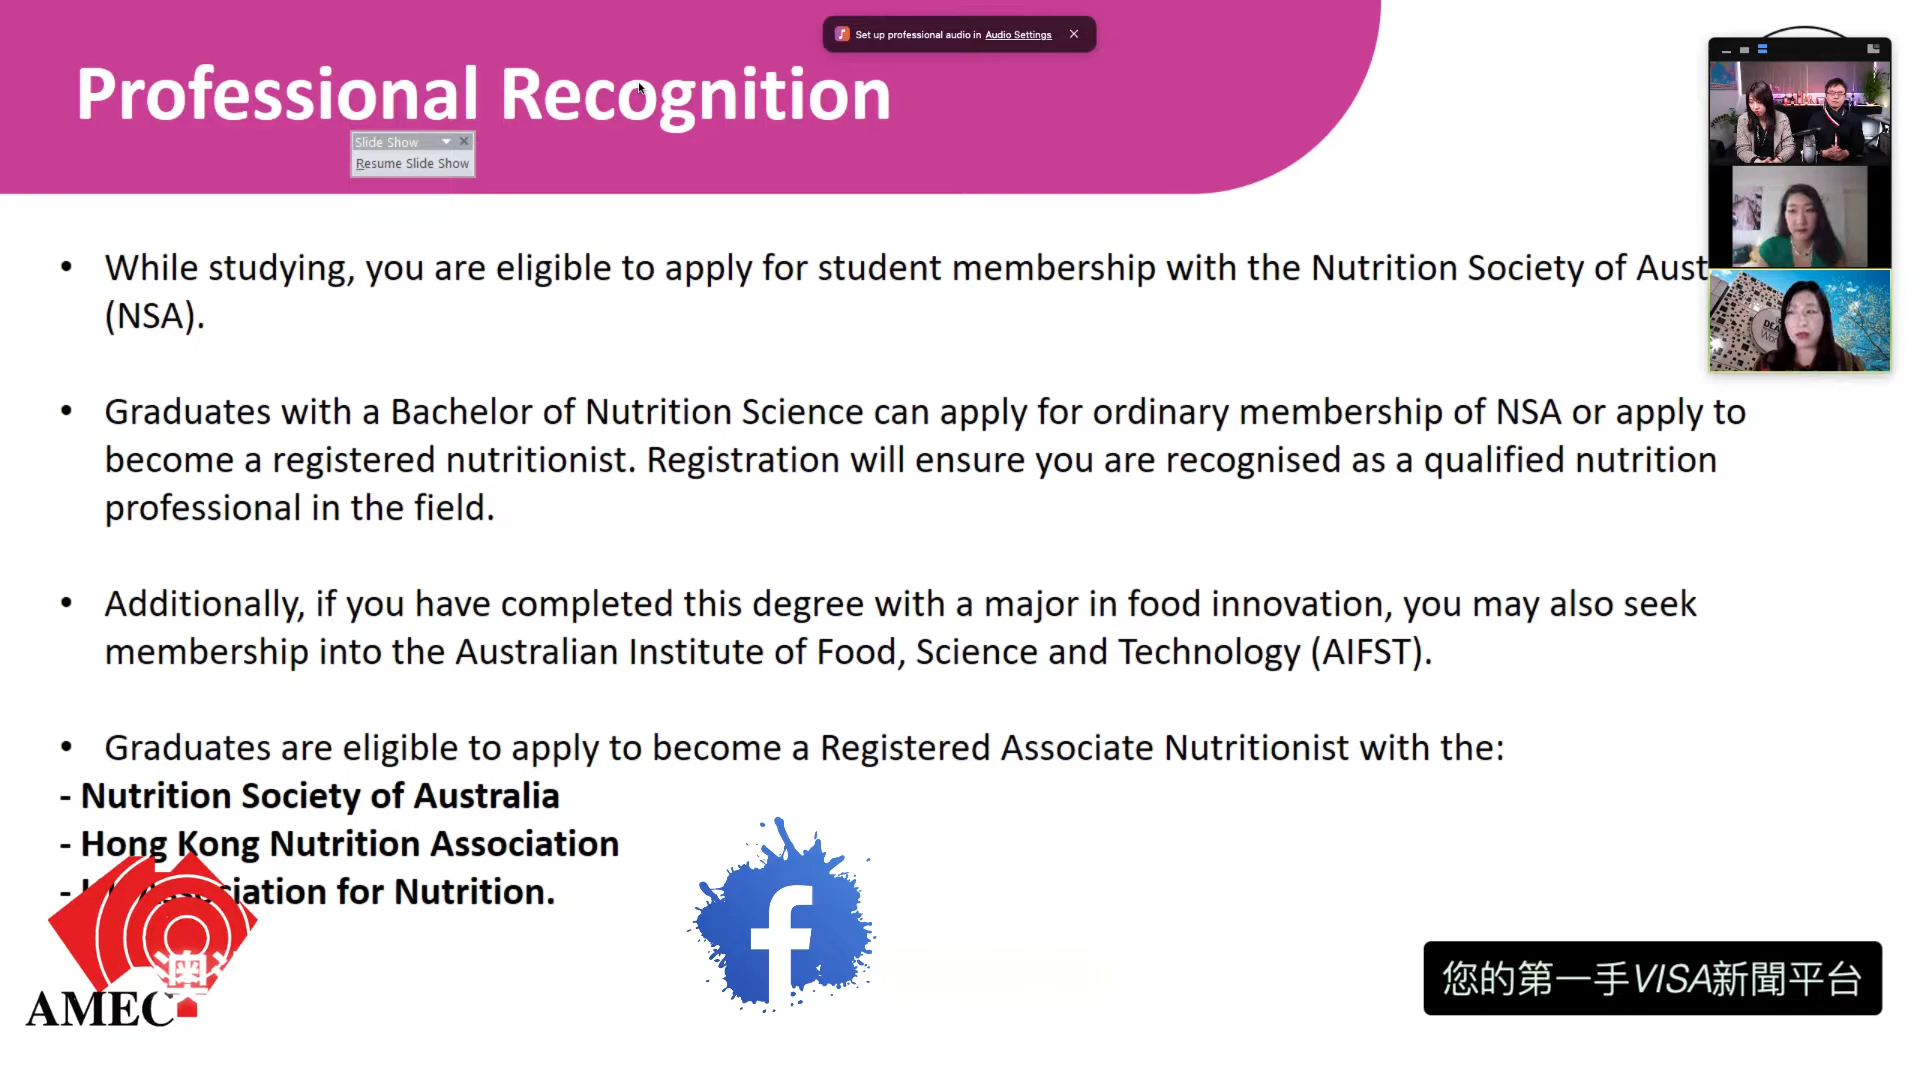 Set up professional audio in Audio Settings
Professional Recognition
Slide Show
Resume Slide Show
• While studying, you are eligible to apply for student membership with the Nutrition Society of Aust
(NSA).
• Graduates with a Bachelor of Nutrition Science can apply for ordinary membership of NSA or apply to
become a registered nutritionist. Registration will ensure you are recognised as a qualified nutrition
professional in the field.
• Additionally, if you have completed this degree with a major in food innovation, you may also seek
membership into the Australian Institute of Food, Science and Technology (AIFST).
• Graduates are eligible to apply to become a Registered Associate Nutritionist with the:
- Nutrition Society of Australia
- Hong Kong Nutrition Association
- for Nutrition.
AMEC
澳
您的第一手VISA新聞平台